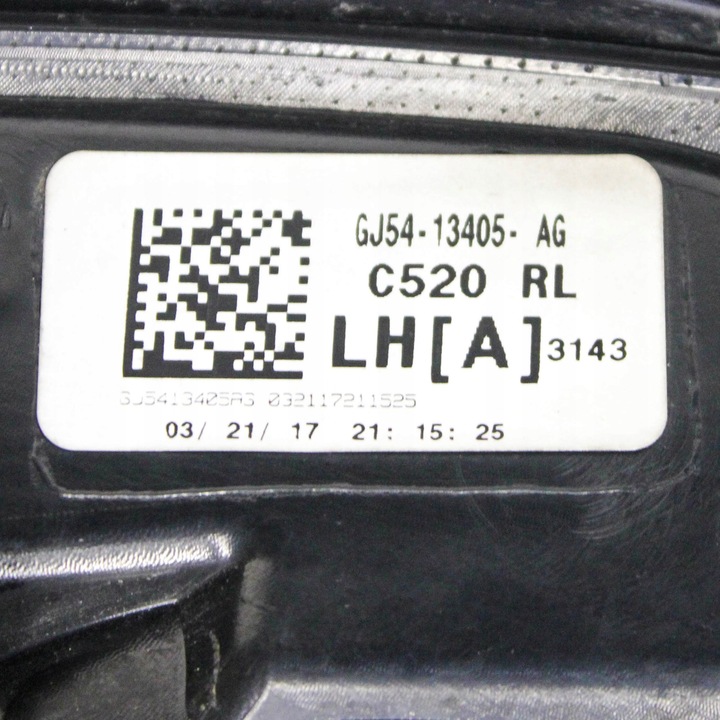 GJ54-13405- AG
C520 RL
LH[A]3143
GJ5413405AG 032117211525
03/ 21/ 17 21: 15: 25